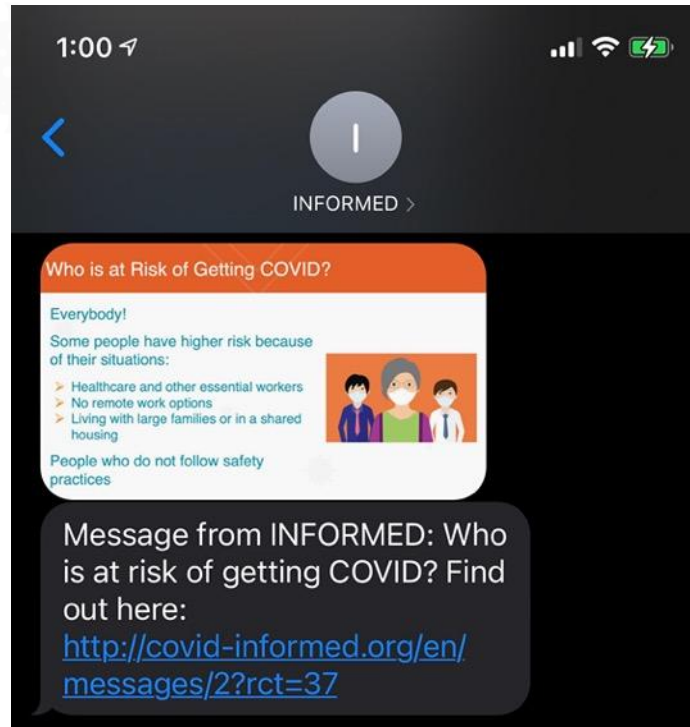 1:00
I
INFORMED >
Who is at Risk of Getting COVID?
Everybody!
Some people have higher risk because
of their situations:
➤ Healthcare and other essential workers
➤ No remote work options
➤ Living with large families or in a shared
housing
People who do not follow safety
practices
Message from INFORMED: Who
is at risk of getting COVID? Find
out here:
http://covid-informed.org/en/
messages/2?rct=37